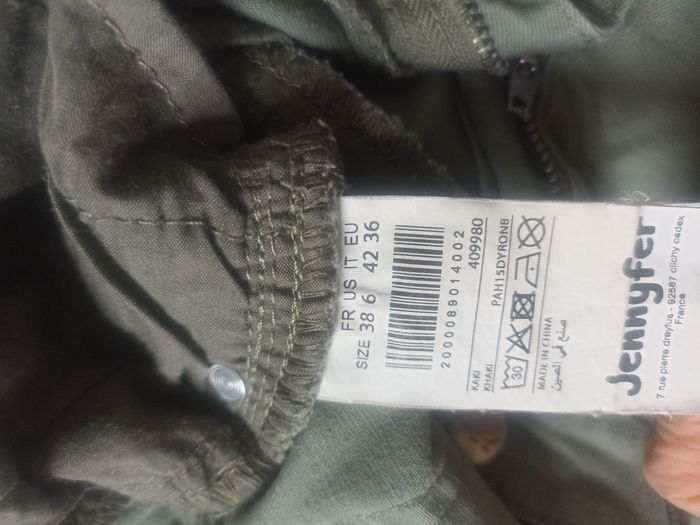 FR US IT EU
SIZE 38 6 42 36
2000089014002
409980
KAKI
KHAKI
PAH15DYRONB
30
MADE IN CHINA
صنع في الصين
Jennyfer
7 rue pierre dreyfus - 92587 clichy cedex
France